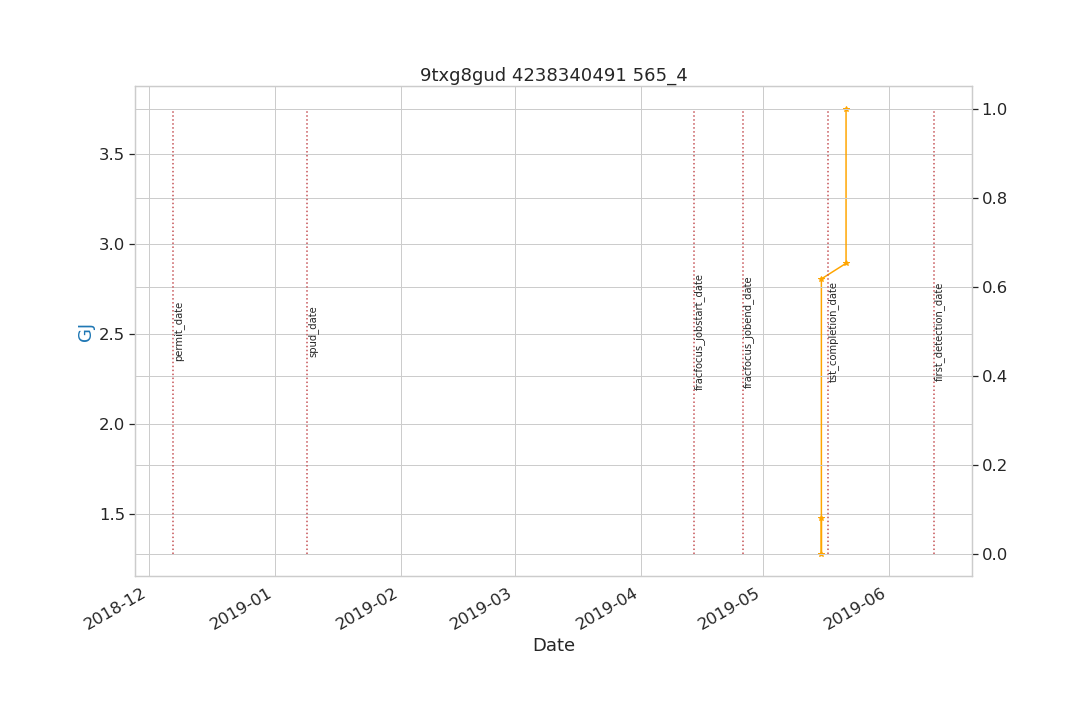 9txg8gud 4238340491 565_4
GJ
3.5
3.0
2.5
2.0
1.5
1.0
0.8
0.6
0.4
0.2
0.0
permit_date
spud_date
fracfocus_jobstart_date
fracfocus_jobend_date
tst_completion_date
first_detection_date
2018-12
2019-01
2019-02
2019-03
2019-04
2019-05
2019-06
Date